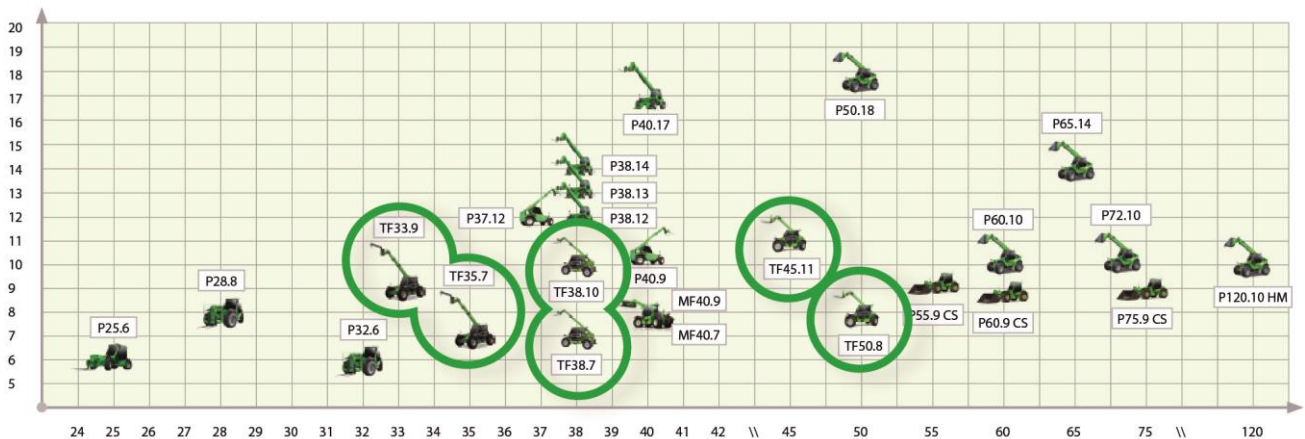 20
19
18
17
16
15
14
13
12
11
10
9
8
7
6
5
P40.17
P50.18
P65.14
P38.14
P38.13
P38.12
P37.12
TF33.9
TF35.7
P28.8
P25.6
P32.6
TF38.10
TF38.7
P40.9
MF40.9
MF40.7
TF45.11
TF50.8
P55.9 CS
P60.10
P60.9 CS
P72.10
P75.9 CS
P120.10 HM
24 25 26 27 28 29 30 31 32 33 34 35 36 37 38 39 40 41 42 \\ 45 50 55 60 65 75 \\ 120